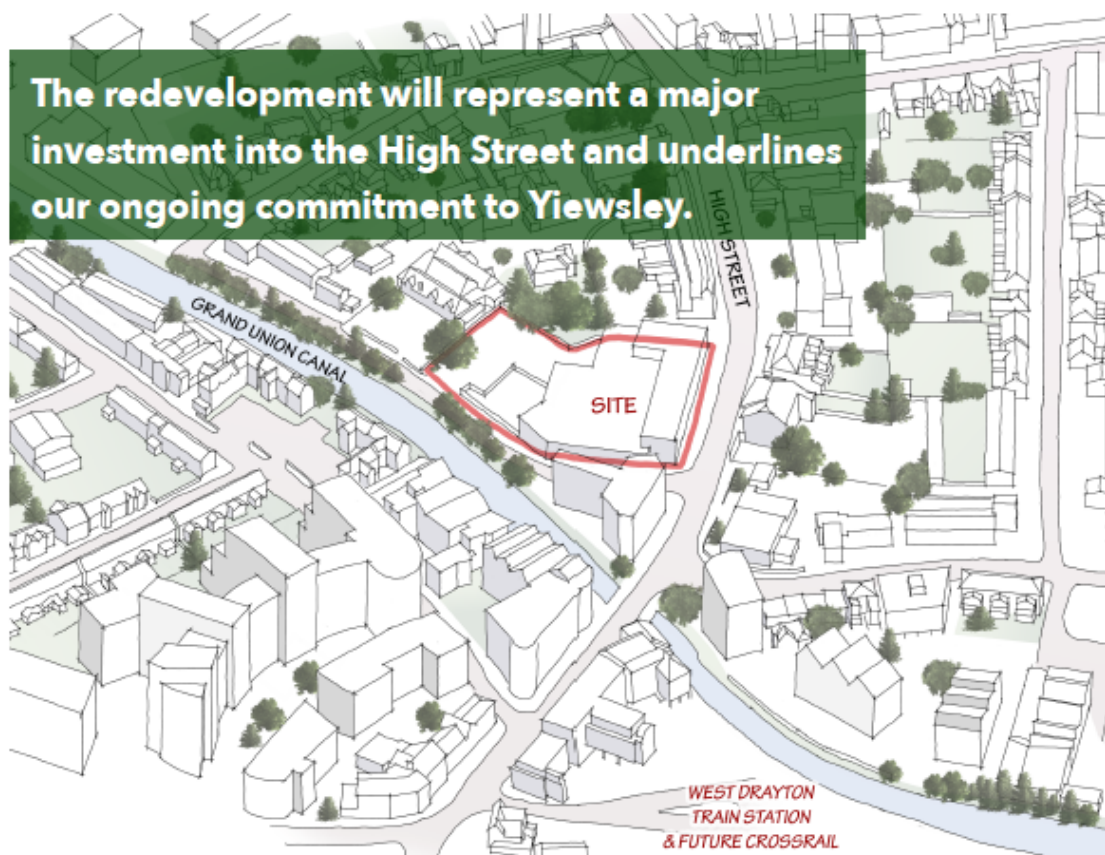 The redevelopment will represent a major
investment into the High Street and underlines
our ongoing commitment to Yiewsley.
HIGH STREET
GRAND UNION CANAL
SITE
WEST DRAYTON
TRAIN STATION
& FUTURE CROSSRAIL